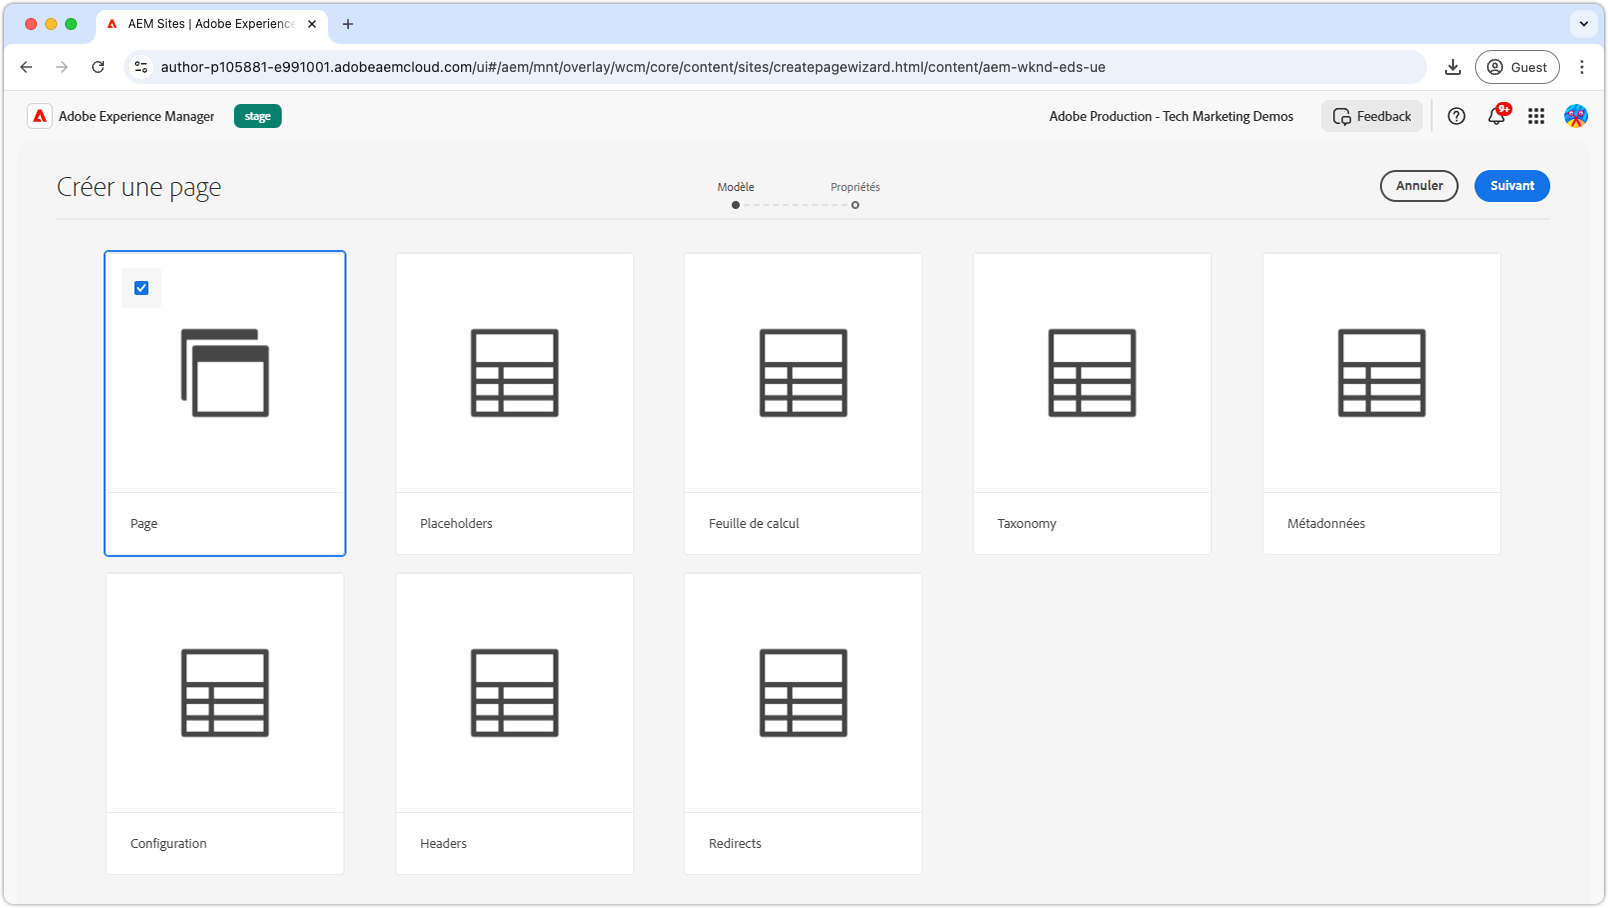 AEM Sites | Adobe Experience
author-p105881-e991001.adobeaemcloud.com/ui#/aem/mnt/overlay/wcm/core/content/sites/createpagewizard.html/content/aem-wknd-eds-ue
Guest
Adobe Experience Manager
stage
Adobe Production - Tech Marketing Demos
Feedback
9+
Créer une page
Modèle
Propriétés
Annuler
Suivant
Page
Placeholders
Feuille de calcul
Taxonomy
Métadonnées
Configuration
Headers
Redirects